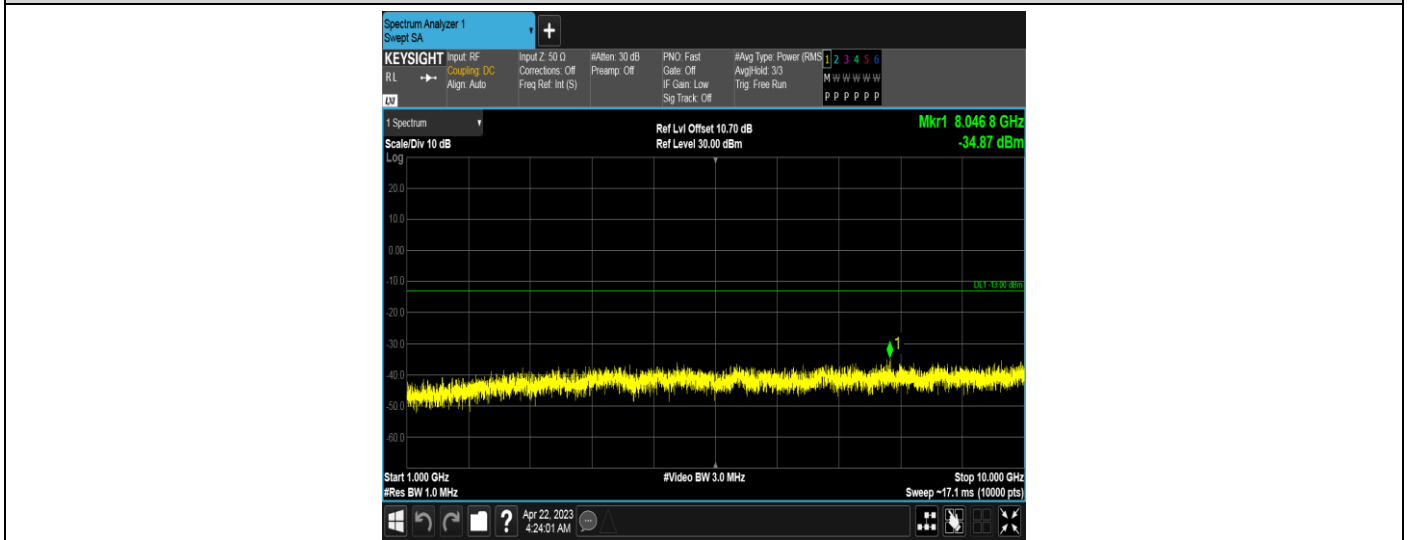 Spectrum Analyzer 1
Swept SA
+
KEYSIGHT
RL
LXI
Input: RF
Coupling: DC
Align: Auto
Input Z: 50 Ω
Corrections: Off
Freq Ref: Int (S)
#Atten: 30 dB
Preamp: Off
PNO: Fast
Gate: Off
IF Gain: Low
Sig Track: Off
#Avg Type: Power (RMS
Avg|Hold: 3/3
Trig: Free Run
1 2 3 4 5 6
M W W W W W
P P P P P P
1 Spectrum
Scale/Div 10 dB
Ref Lvl Offset 10.70 dB
Ref Level 30.00 dBm
Mkr1 8.046 8 GHz
-34.87 dBm
Log
20.0
10.0
0.00
-10.0
DL1 -13.00 dBm
-20.0
-30.0
1
-40.0
-50.0
-60.0
Start 1.000 GHz
#Video BW 3.0 MHz
Stop 10.000 GHz
#Res BW 1.0 MHz
Sweep ~17.1 ms (10000 pts)
?
Apr 22, 2023
4:24:01 AM